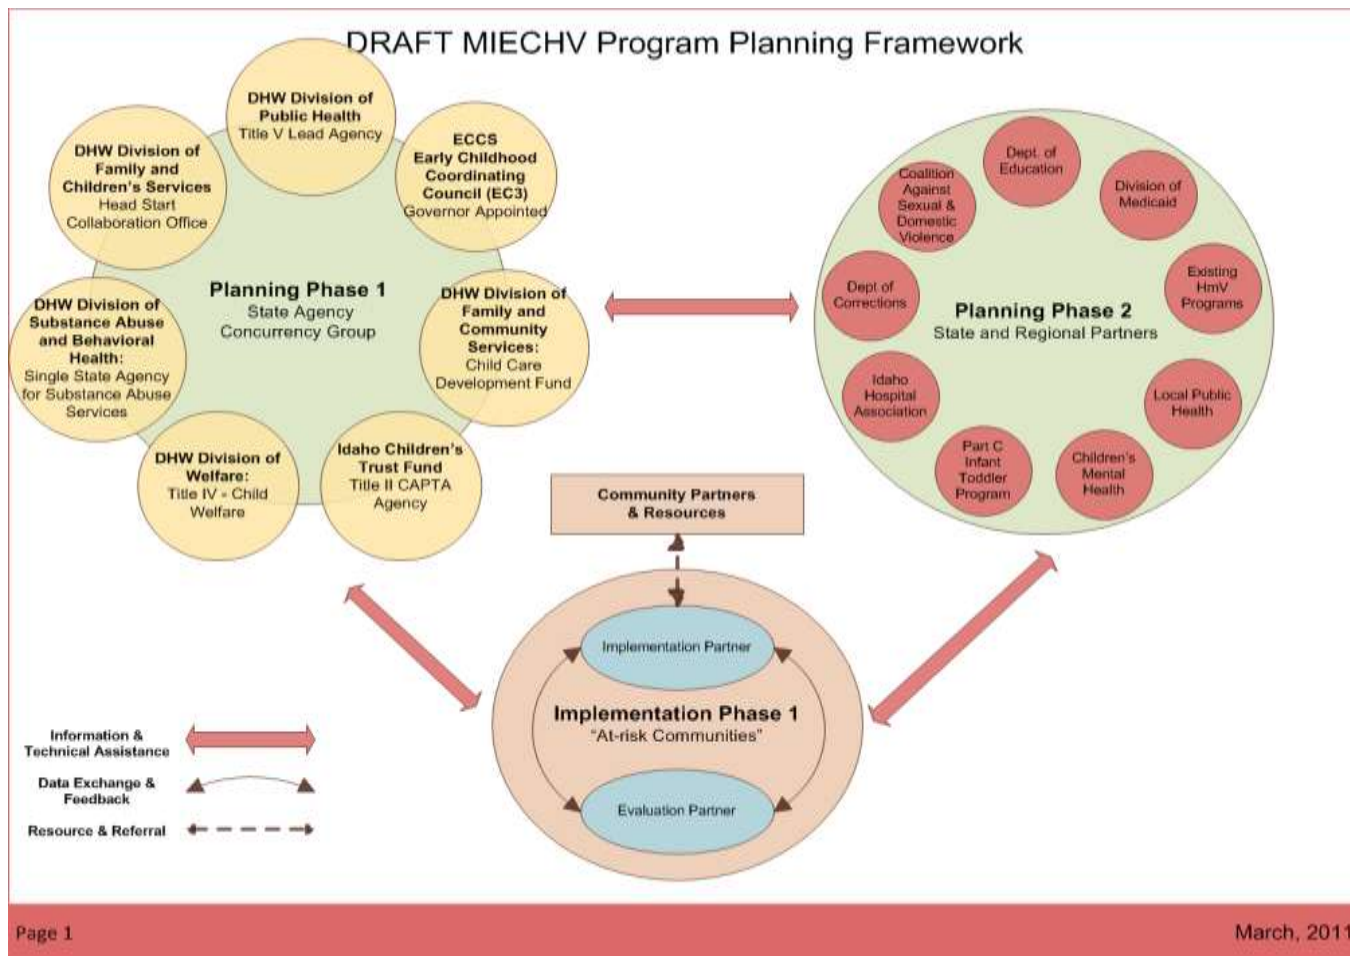 DRAFT MIECHV Program Planning Framework
DHW Division of
Public Health
Title V Lead Agency
ECCS
Early Childhood
Coordinating
Council (EC3)
Governor Appointed
DHW Division of
Family and
Children's Services
Head Start
Collaboration Office
Planning Phase 1
State Agency
Concurrency Group
DHW Division of
Family and
Community
Services:
Child Care
Development Fund
DHW Division of
Substance Abuse
and Behavioral
Health:
Single State Agency
for Substance Abuse
Services
DHW Division of
Welfare:
Title IV - Child
Welfare
Idaho Children's
Trust Fund
Title II CAPTA
Agency
Dept. of
Education
Coalition
Against
Sexual &
Domestic
Violence
Division of
Medicaid
Dept of
Corrections
Existing
HmV
Programs
Planning Phase 2
State and Regional Partners
Idaho
Hospital
Association
Local Public
Health
Part C
Infant
Toddler
Program
Children's
Mental
Health
Community Partners
& Resources
Implementation Partner
Implementation Phase 1
"At-risk Communities"
Evaluation Partner
Information &
Technical Assistance
Data Exchange &
Feedback
Resource & Referral
Page 1
March, 2011